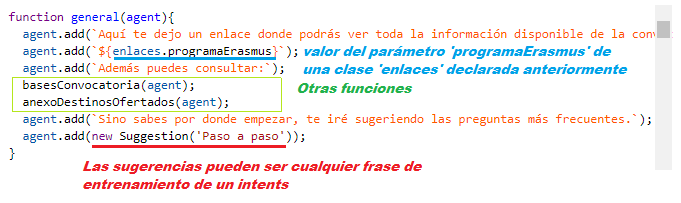 function general(agent){
agent.add(`Aquí te dejo un enlace donde podrás ver toda la información disponible de la conv
agent.add(`${enlaces.programaErasmus}`); valor del parámetro 'programaErasmus' de
agent.add(`Además puedes consultar:`); una clase 'enlaces' declarada anteriormente
basesConvocatoria(agent); Otras funciones
anexoDestinosOfertados(agent);
agent.add(`Sino sabes por donde empezar, te iré sugeriendo las preguntas más frecuentes.`);
agent.add(new Suggestion('Paso a paso'));
}
Las sugerencias pueden ser cualquier frase de
entrenamiento de un intents